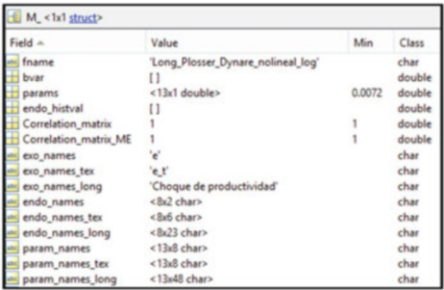 M_ <1x1 struct>
Field Value Min Class
fname 'Long_Plosser_Dynare_nolineal_log' char
bvar [ ] double
params <13x1 double> 0.0072 double
endo_histval [ ] double
Correlation_matrix 1 1 double
Correlation_matrix_ME 1 1 double
exo_names 'e' char
exo_names_tex 'e_t' char
exo_names_long 'Choque de productividad' char
endo_names <8x2 char> char
endo_names_tex <8x6 char> char
endo_names_long <8x23 char> char
param_names <13x8 char> char
param_names_tex <13x8 char> char
param_names_long <13x48 char> char